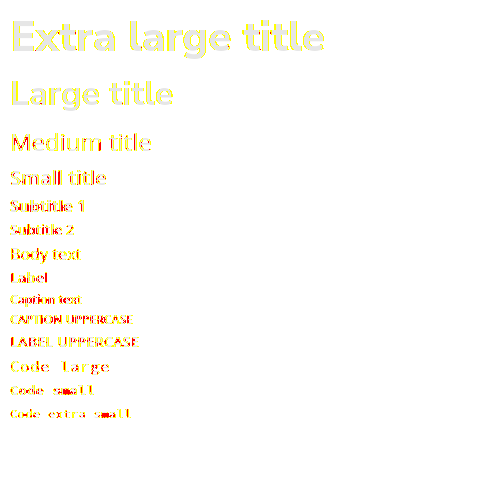 Extra large title
Large title
Medium title
Small title
Subtitle 1
Subtitle 2
Body text
Label
Caption text
CAPTION UPPERCASE
LABEL UPPERCASE
Code large
Code small
Code extra small